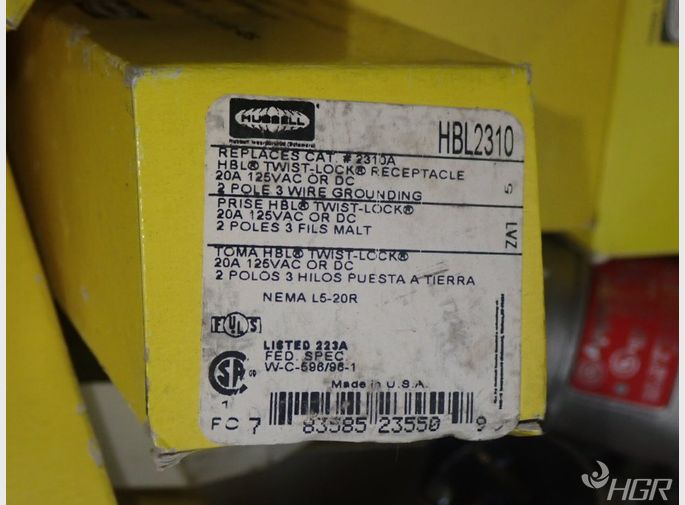 HUBBELL
HBL2310
REPLACES CAT. # 2310A
HBL® TWIST-LOCK® RECEPTACLE
20A 125VAC OR DC
2 POLE 3 WIRE GROUNDING
PRISE HBL® TWIST-LOCK®
20A 125VAC OR DC
2 POLES 3 FILS MALT
TOMA HBL® TWIST-LOCK®
20A 125VAC OR DC
2 POLOS 3 HILOS PUESTA A TIERRA
NEMA L5-20R
5
LISTED 223A
FED. SPEC
W-C-596/96-1
Made in U.S.A.
1
FC 7 83585 23550 9
HGR